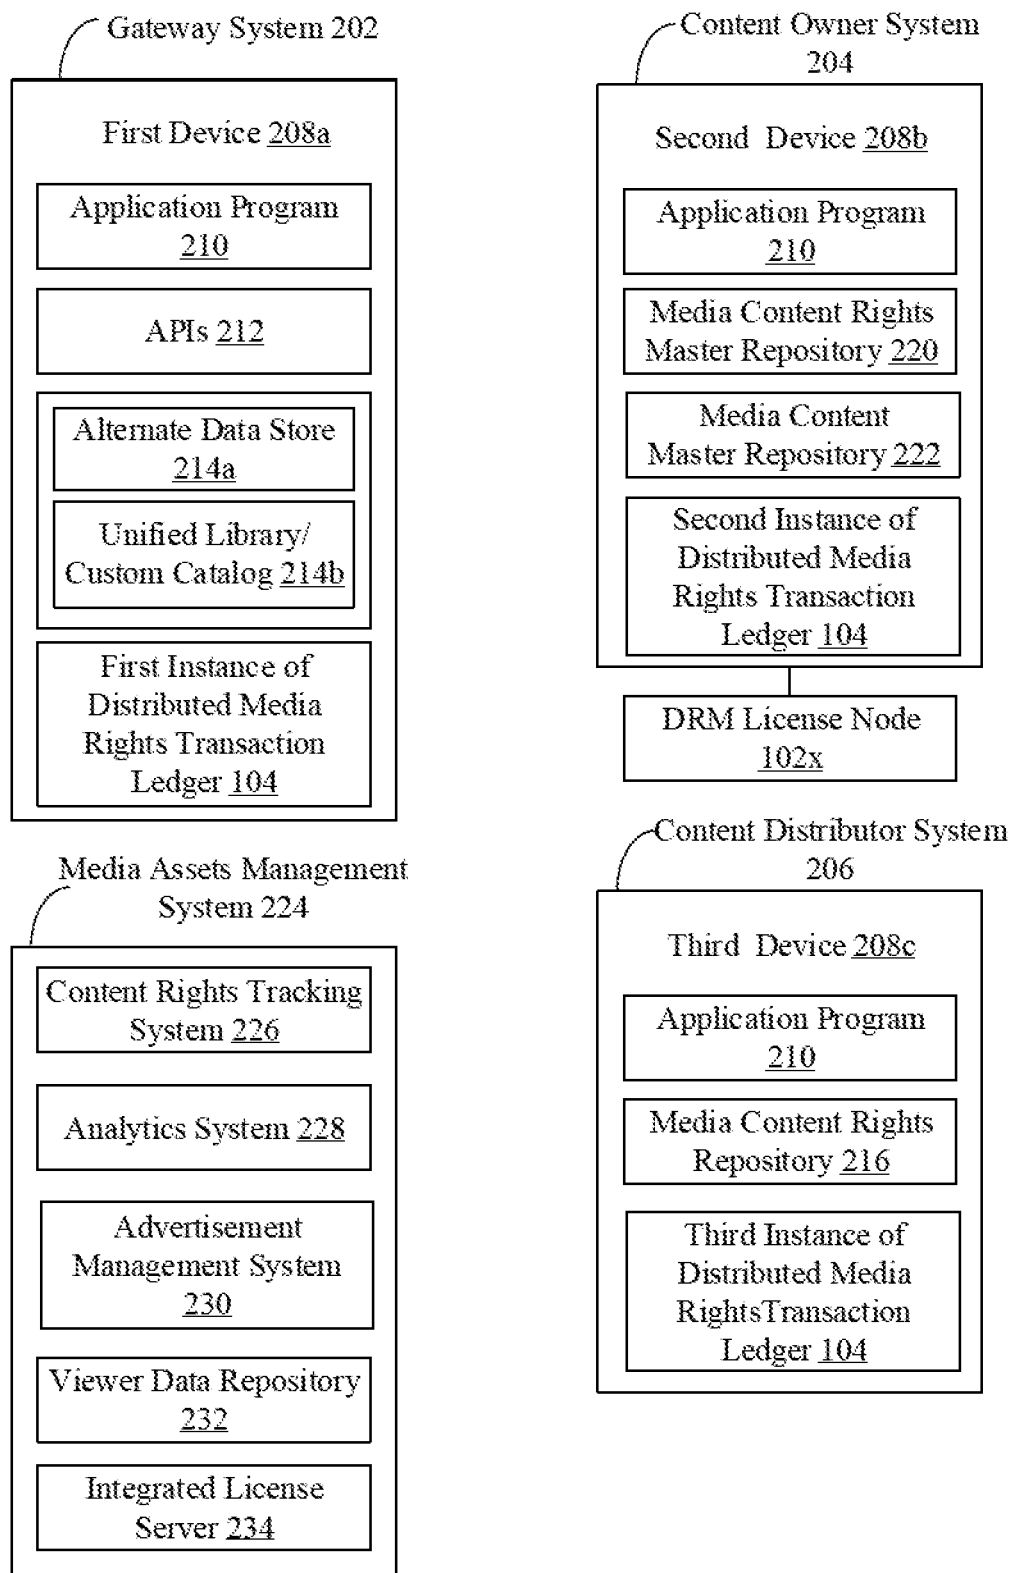 Gateway System 202
First Device 208a
Application Program
210
APIs 212
Alternate Data Store
214a
Unified Library/
Custom Catalog 214b
First Instance of
Distributed Media
Rights Transaction
Ledger 104
Content Owner System
204
Second Device 208b
Application Program
210
Media Content Rights
Master Repository 220
Media Content
Master Repository 222
Second Instance of
Distributed Media
Rights Transaction
Ledger 104
DRM License Node
102x
Media Assets Management
System 224
Content Rights Tracking
System 226
Analytics System 228
Advertisement
Management System
230
Viewer Data Repository
232
Integrated License
Server 234
Content Distributor System
206
Third Device 208c
Application Program
210
Media Content Rights
Repository 216
Third Instance of
Distributed Media
RightsTransaction
Ledger 104